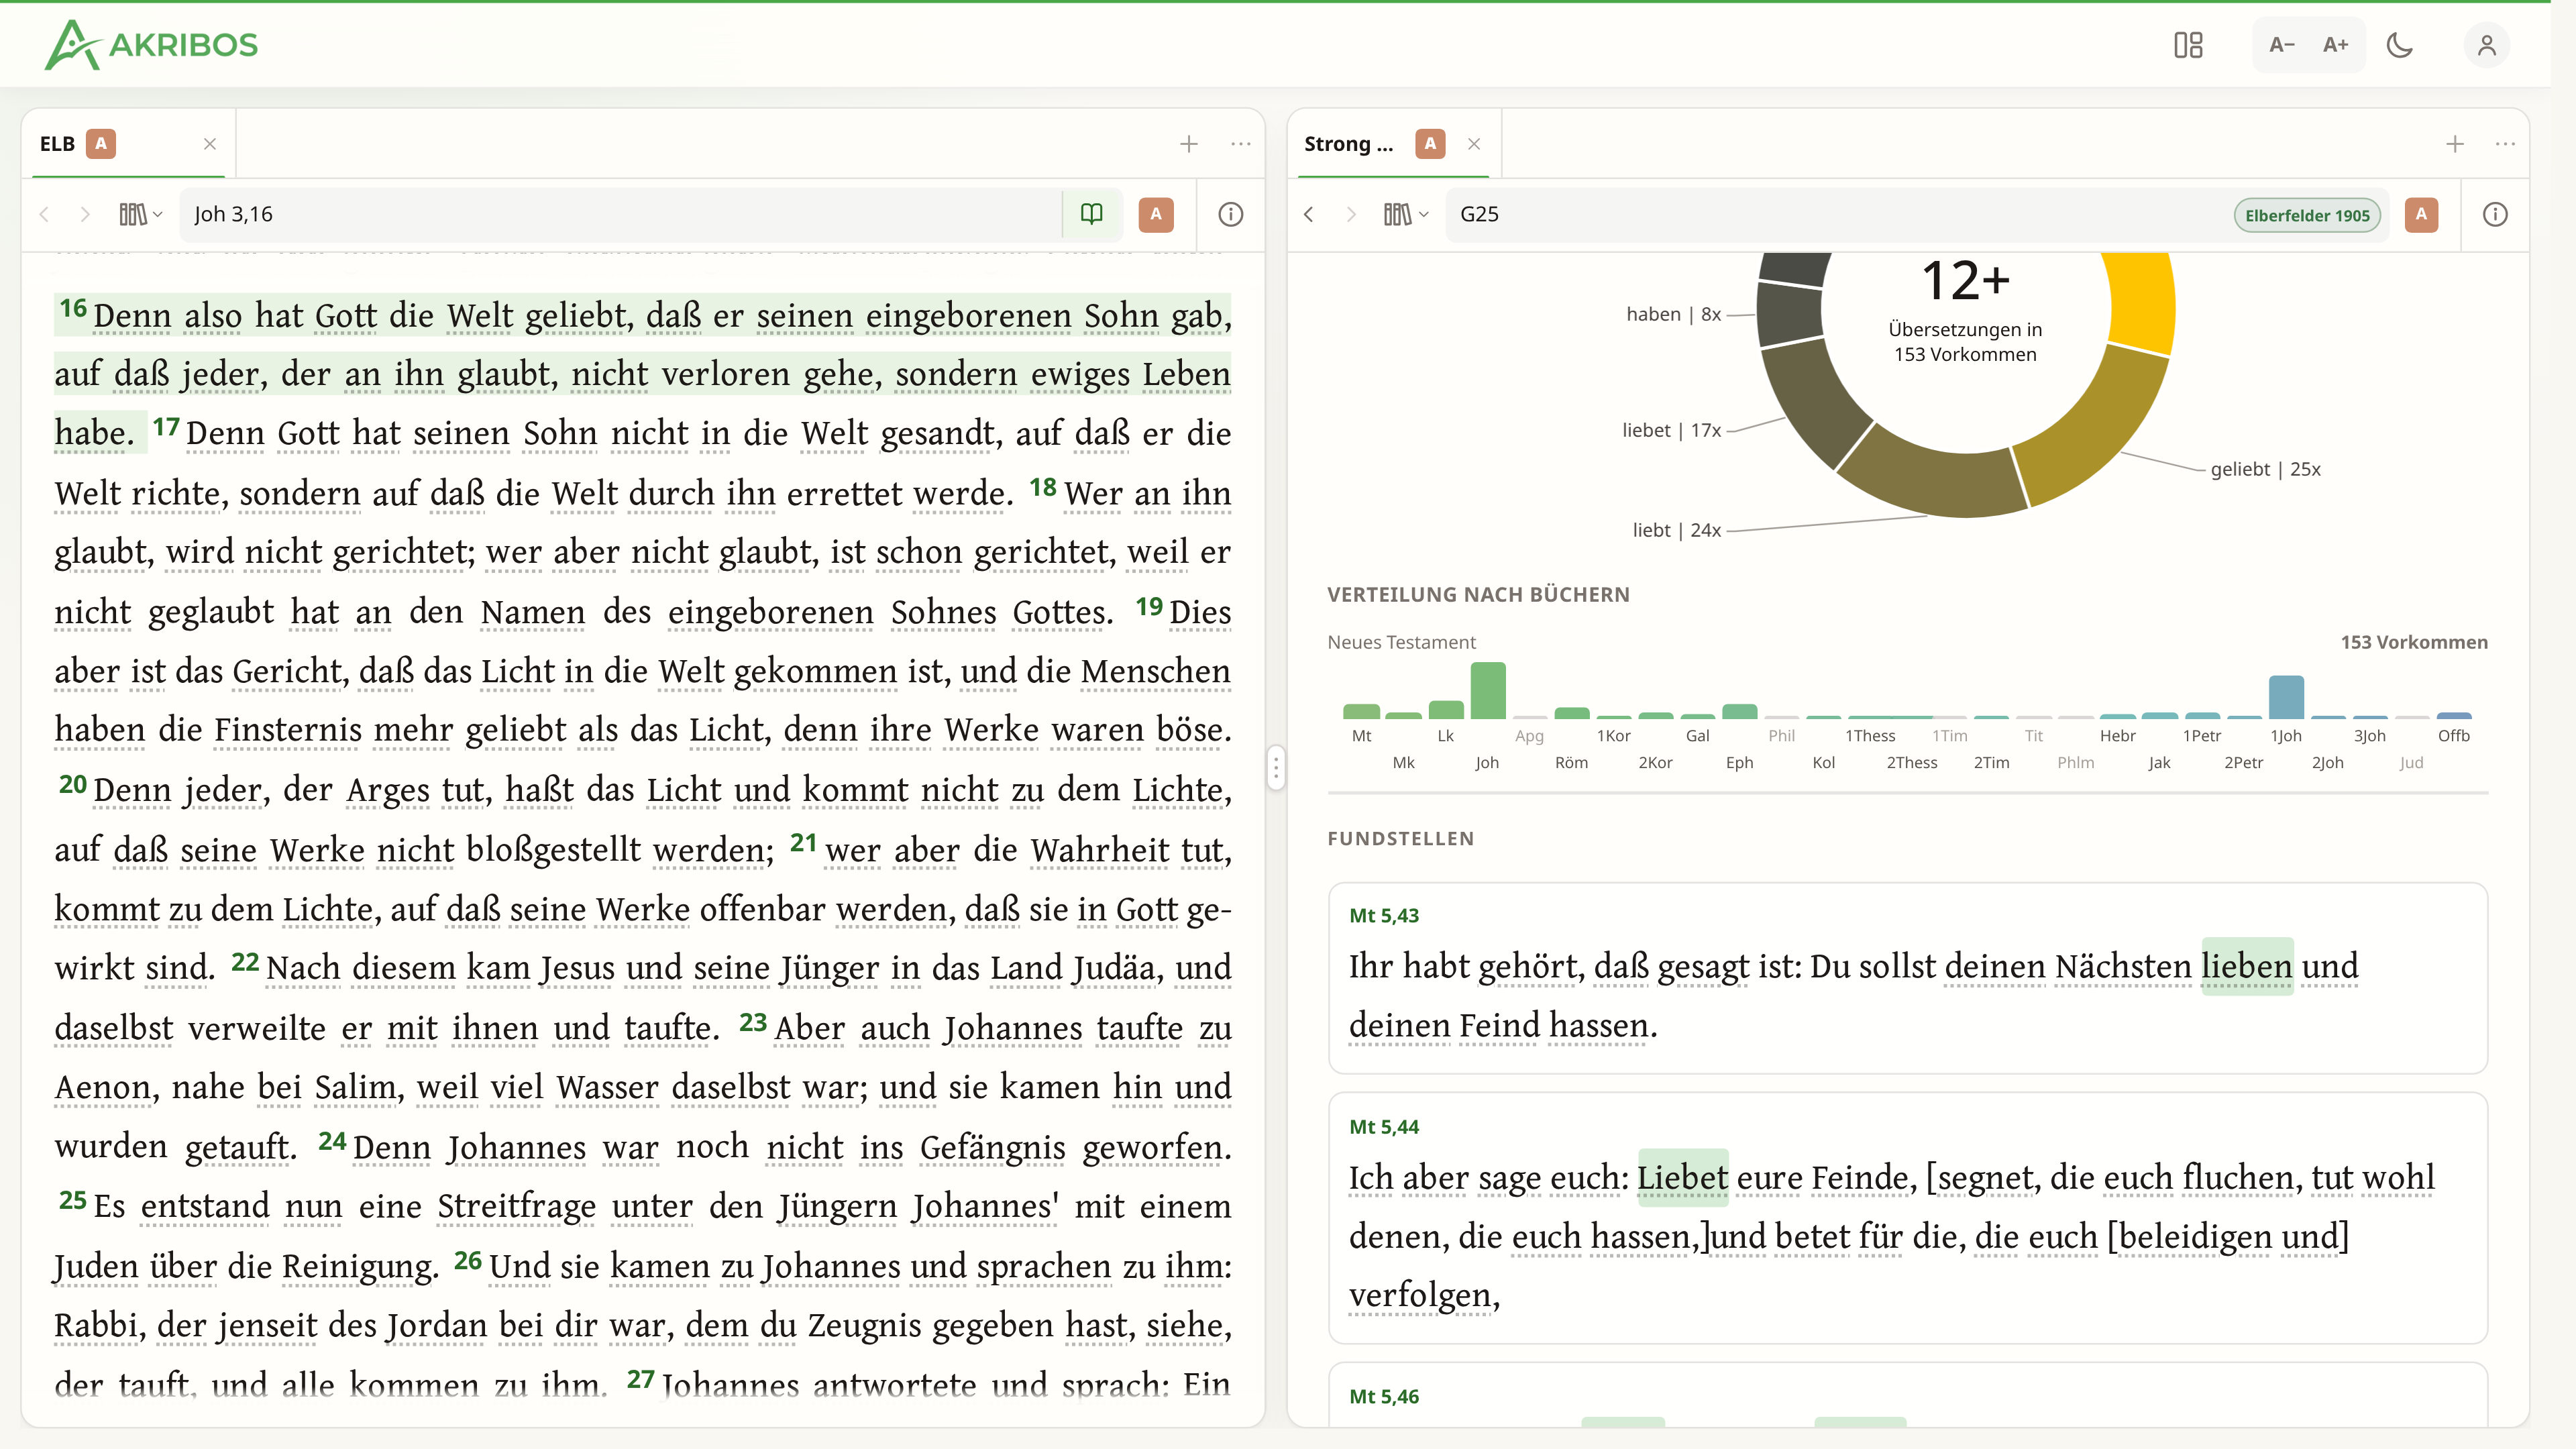 AKRIBOS
A− A+
ELB A
Joh 3,16 A
16 Denn also hat Gott die Welt geliebt, daß er seinen eingeborenen Sohn gab,
auf daß jeder, der an ihn glaubt, nicht verloren gehe, sondern ewiges Leben
habe. 17 Denn Gott hat seinen Sohn nicht in die Welt gesandt, auf daß er die
Welt richte, sondern auf daß die Welt durch ihn errettet werde. 18 Wer an ihn
glaubt, wird nicht gerichtet; wer aber nicht glaubt, ist schon gerichtet, weil er
nicht geglaubt hat an den Namen des eingeborenen Sohnes Gottes. 19 Dies
aber ist das Gericht, daß das Licht in die Welt gekommen ist, und die Menschen
haben die Finsternis mehr geliebt als das Licht, denn ihre Werke waren böse.
20 Denn jeder, der Arges tut, haßt das Licht und kommt nicht zu dem Lichte,
auf daß seine Werke nicht bloßgestellt werden; 21 wer aber die Wahrheit tut,
kommt zu dem Lichte, auf daß seine Werke offenbar werden, daß sie in Gott ge-
wirkt sind. 22 Nach diesem kam Jesus und seine Jünger in das Land Judäa, und
daselbst verweilte er mit ihnen und taufte. 23 Aber auch Johannes taufte zu
Aenon, nahe bei Salim, weil viel Wasser daselbst war; und sie kamen hin und
wurden getauft. 24 Denn Johannes war noch nicht ins Gefängnis geworfen.
25 Es entstand nun eine Streitfrage unter den Jüngern Johannes' mit einem
Juden über die Reinigung. 26 Und sie kamen zu Johannes und sprachen zu ihm:
Rabbi, der jenseit des Jordan bei dir war, dem du Zeugnis gegeben hast, siehe,
der tauft, und alle kommen zu ihm. 27 Johannes antwortete und sprach: Ein
Strong ... A
G25 Elberfelder 1905 A
12+
Übersetzungen in
153 Vorkommen
haben | 8x
liebet | 17x
geliebt | 25x
liebt | 24x
VERTEILUNG NACH BÜCHERN
Neues Testament 153 Vorkommen
Mt Lk Apg 1Kor Gal Phil 1Thess 1Tim Tit Hebr 1Petr 1Joh 3Joh Offb
Mk Joh Röm 2Kor Eph Kol 2Thess 2Tim Phlm Jak 2Petr 2Joh Jud
FUNDSTELLEN
Mt 5,43
Ihr habt gehört, daß gesagt ist: Du sollst deinen Nächsten lieben und
deinen Feind hassen.
Mt 5,44
Ich aber sage euch: Liebet eure Feinde, [segnet, die euch fluchen, tut wohl
denen, die euch hassen,]und betet für die, die euch [beleidigen und]
verfolgen,
Mt 5,46